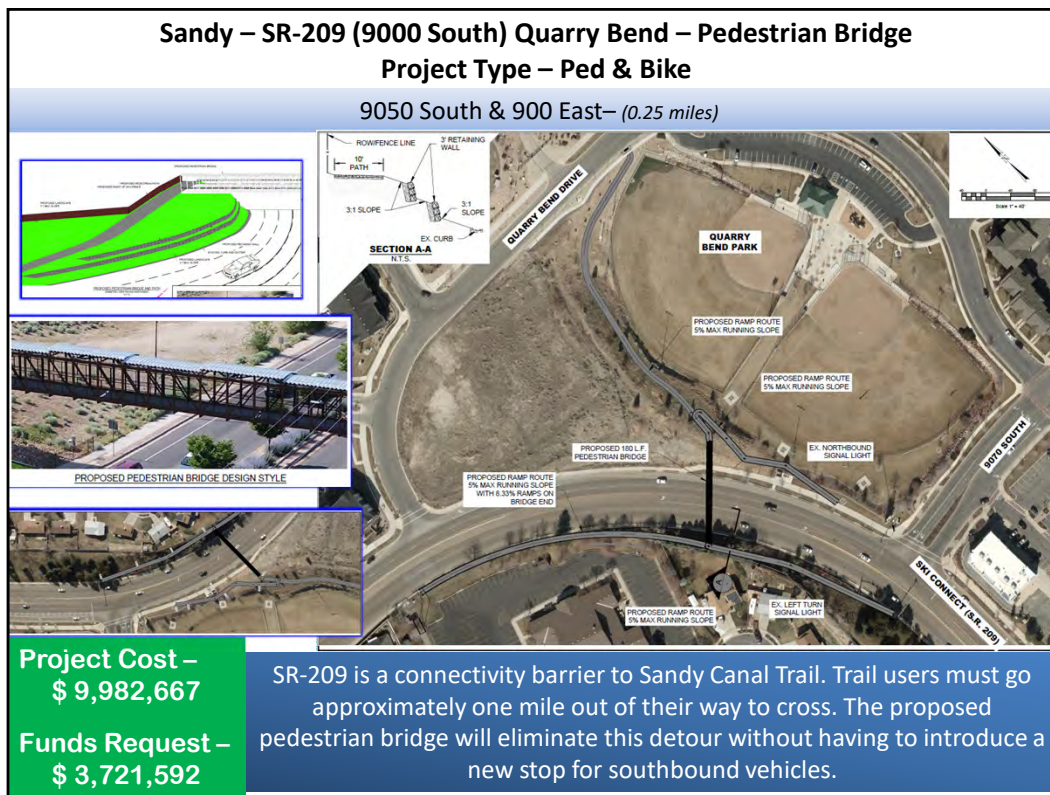 Sandy – SR-209 (9000 South) Quarry Bend – Pedestrian Bridge
Project Type – Ped & Bike
9050 South & 900 East– (0.25 miles)
ROW/FENCE LINE
3' RETAINING
WALL
10'
PATH
3:1 SLOPE
3:1
SLOPE
EX. CURB
SECTION A-A
N.T.S.
QUARRY BEND DRIVE
QUARRY
BEND PARK
Scale 1" = 40'
PROPOSED RAMP ROUTE
5% MAX RUNNING SLOPE
PROPOSED RAMP ROUTE
5% MAX RUNNING SLOPE
PROPOSED 180 L.F.
PEDESTRIAN BRIDGE
EX. NORTHBOUND
SIGNAL LIGHT
9070 SOUTH
PROPOSED RAMP ROUTE
5% MAX RUNNING SLOPE
WITH 8.33% RAMPS ON
BRIDGE END
PROPOSED RAMP ROUTE
5% MAX RUNNING SLOPE
EX. LEFT TURN
SIGNAL LIGHT
SKI CONNECT (S.R. 209)
PROPOSED PEDESTRIAN BRIDGE DESIGN STYLE
Project Cost –
$ 9,982,667
Funds Request –
$ 3,721,592
SR-209 is a connectivity barrier to Sandy Canal Trail. Trail users must go
approximately one mile out of their way to cross. The proposed
pedestrian bridge will eliminate this detour without having to introduce a
new stop for southbound vehicles.